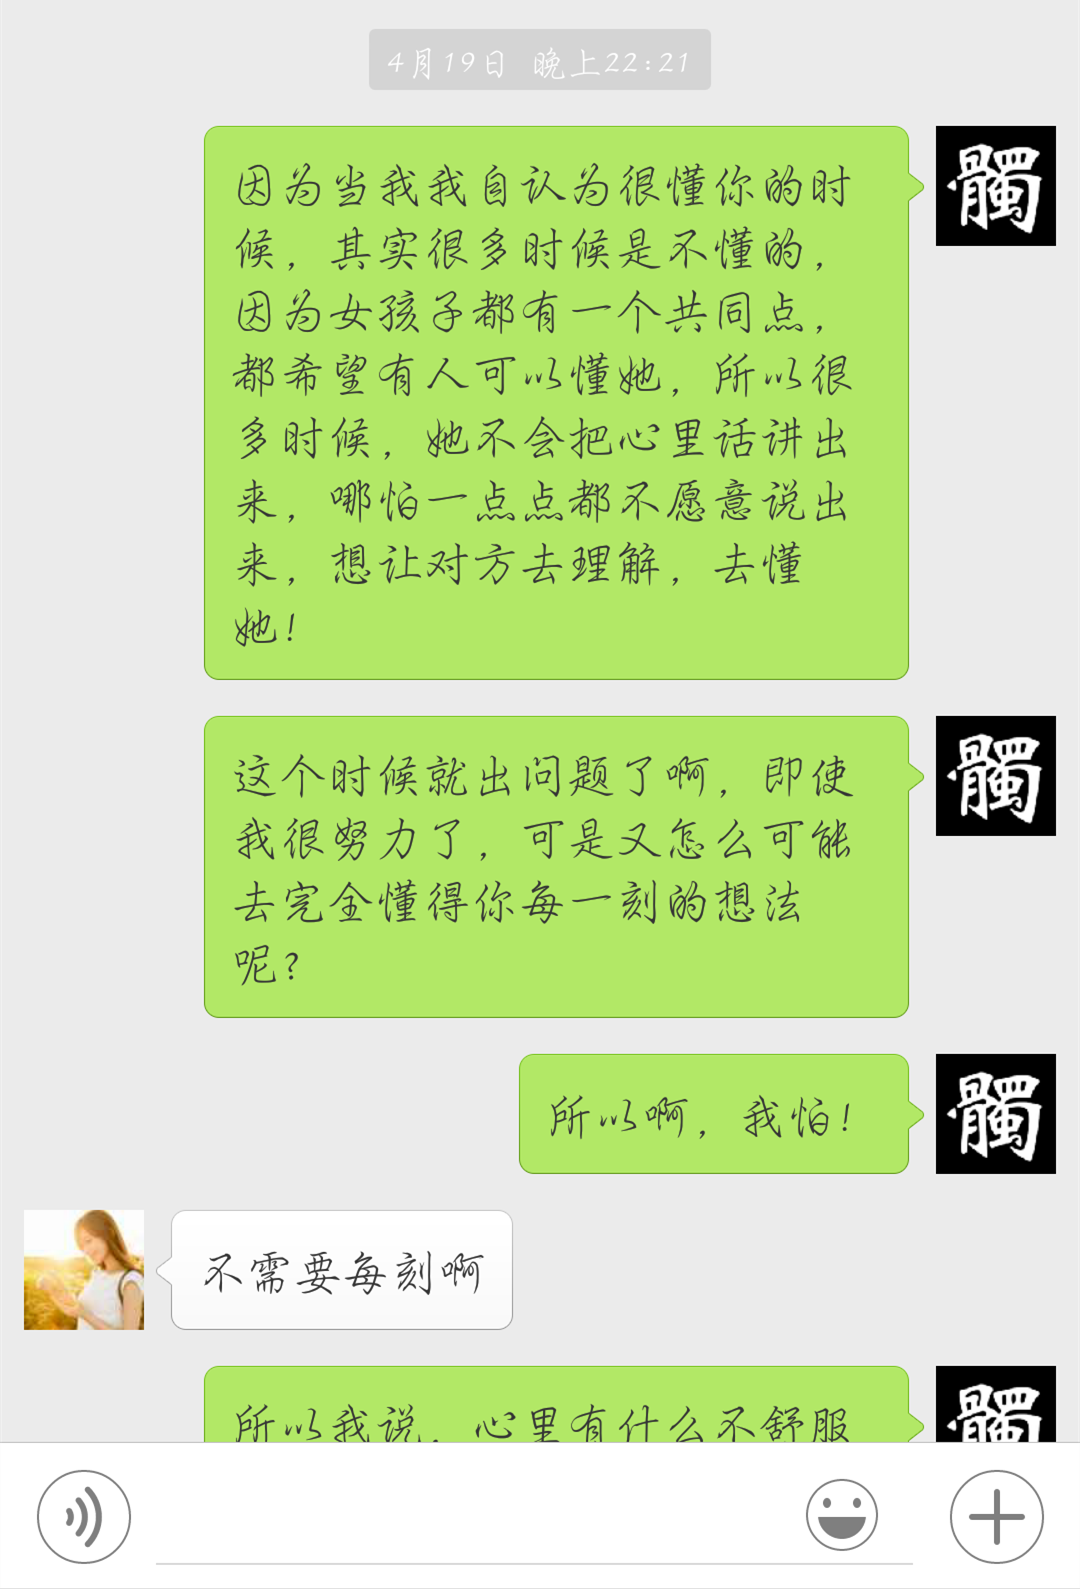 4月19日 晚上22:21
因为当我我自认为很懂你的时
候，其实很多时候是不懂的，
因为女孩子都有一个共同点，
都希望有人可以懂她，所以很
多时候，她不会把心里话讲出
来，哪怕一点点都不愿意说出
来，想让对方去理解，去懂
她！
髑
这个时候就出问题了啊，即使
我很努力了，可是又怎么可能
去完全懂得你每一刻的想法
呢？
髑
所以啊，我怕！
髑
不需要每刻啊
所以我说，心里有什么不舒服
髑